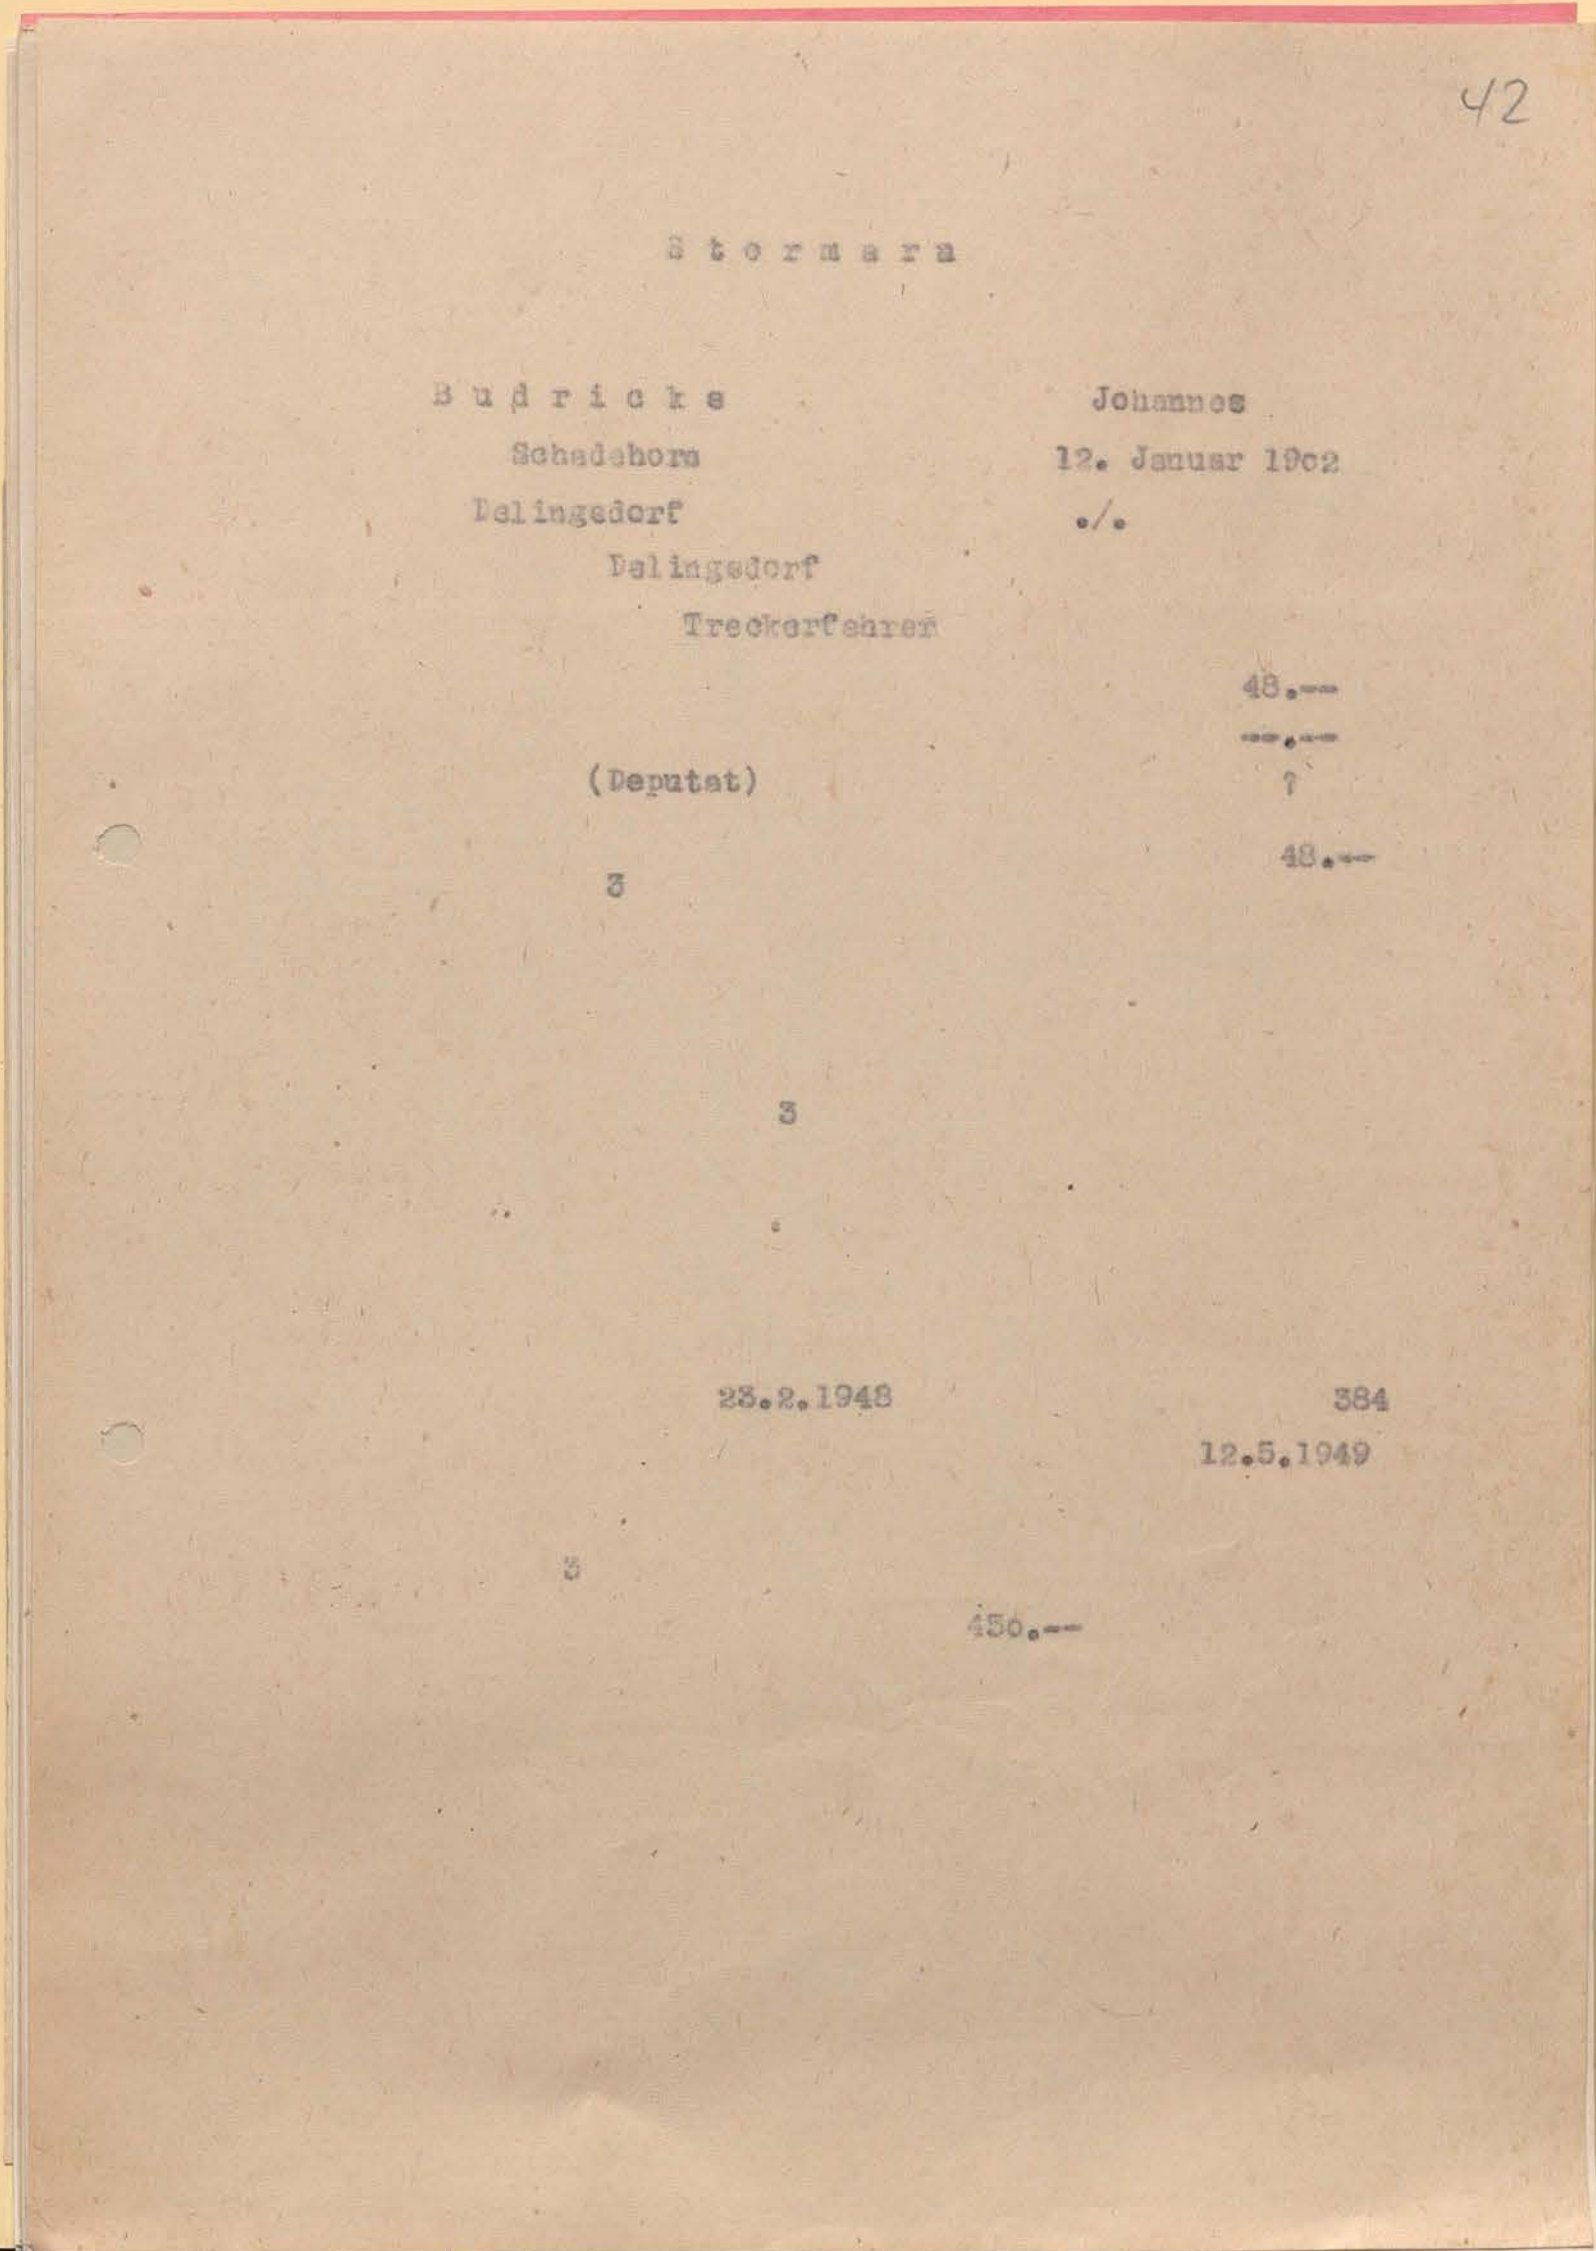 42
S t o r m a r n
B u d r i c k s Johannes
Schadehorn 12. Januar 19o2
Delingsdorf ./.
Delingsdorf
Treckerfahrer
48.--
--.--
(Deputat) ?
48.--
3
3
23.2.1948 384
12.5.1949
3
450.--